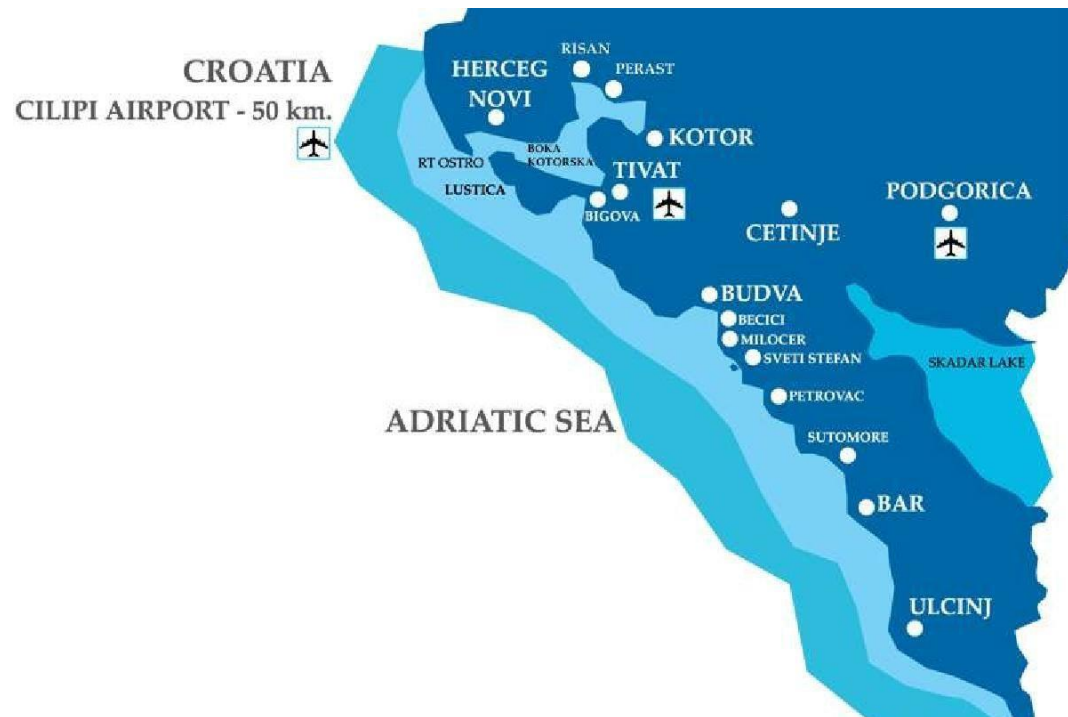 CROATIA
CILIPI AIRPORT - 50 km.
RISAN
HERCEG
NOVI
PERAST
KOTOR
BOKA
KOTORSKA
RT OSTRO
LUSTICA
TIVAT
BIGOVA
CETINJE
PODGORICA
BUDVA
BECICI
MILOCER
SVETI STEFAN
SKADAR LAKE
PETROVAC
ADRIATIC SEA
SUTOMORE
BAR
ULCINJ